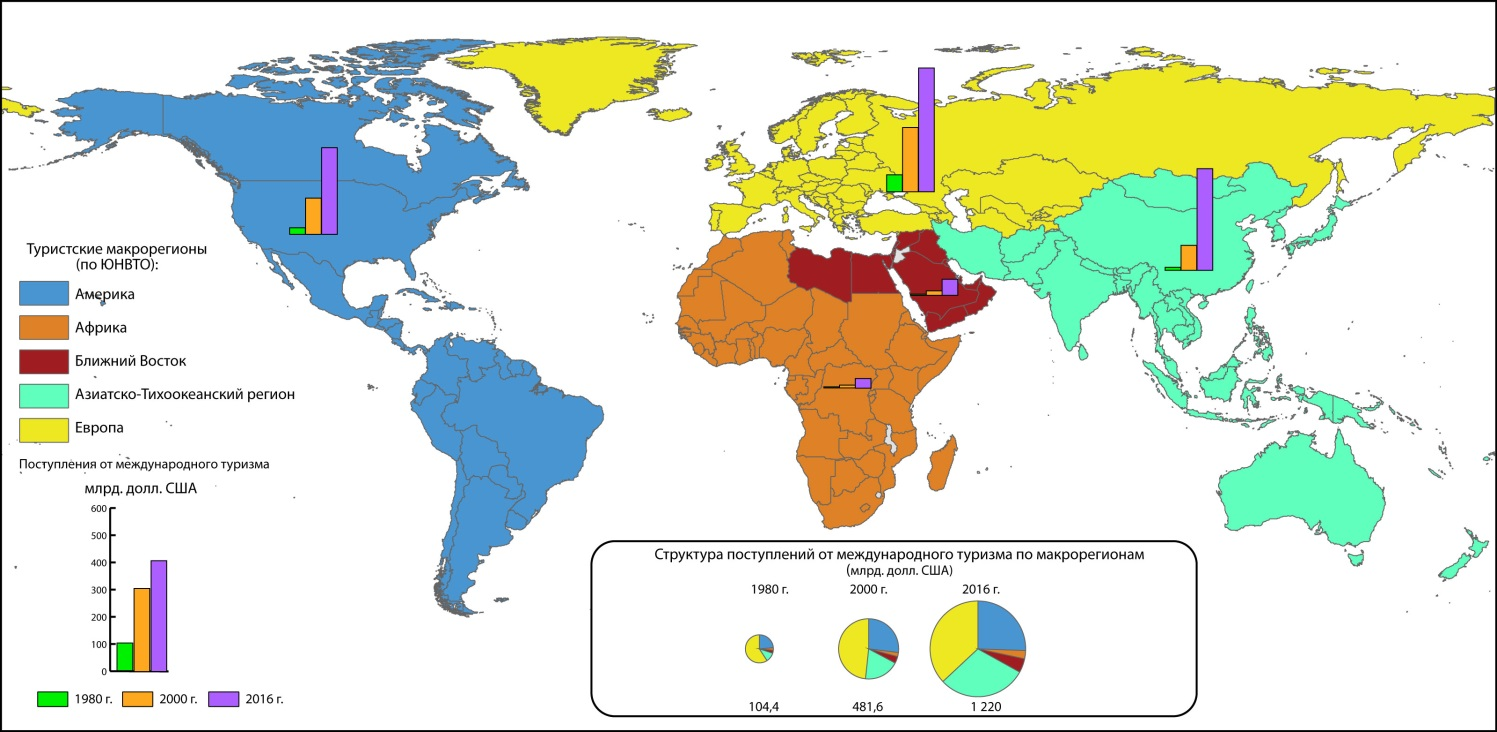 Туристские макрорегионы
(по ЮНВТО):
Америка
Африка
Ближний Восток
Азиатско-Тихоокеанский регион
Европа
Поступления от международного туризма
млрд. долл. США
600
500
400
300
200
100
0
1980 г. 2000 г. 2016 г.
Структура поступлений от международного туризма по макрорегионам
(млрд. долл. США)
1980 г. 2000 г. 2016 г.
104,4 481,6 1 220